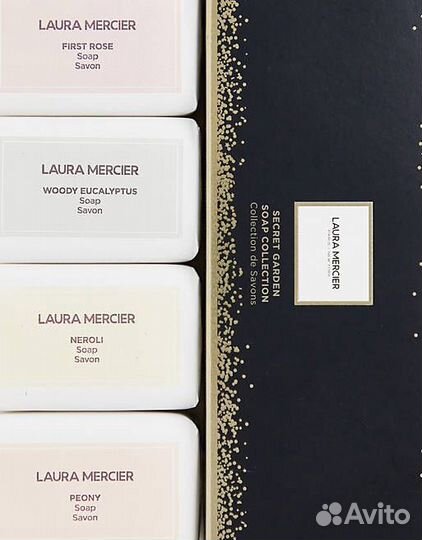 LAURA MERCIER
FIRST ROSE
Soap
Savon
LAURA MERCIER
WOODY EUCALYPTUS
Soap
Savon
LAURA MERCIER
NEROLI
Soap
Savon
LAURA MERCIER
PEONY
Soap
Savon
SECRET GARDEN
SOAP COLLECTION
Collection de Savons
LAURA MERCIER
Avito